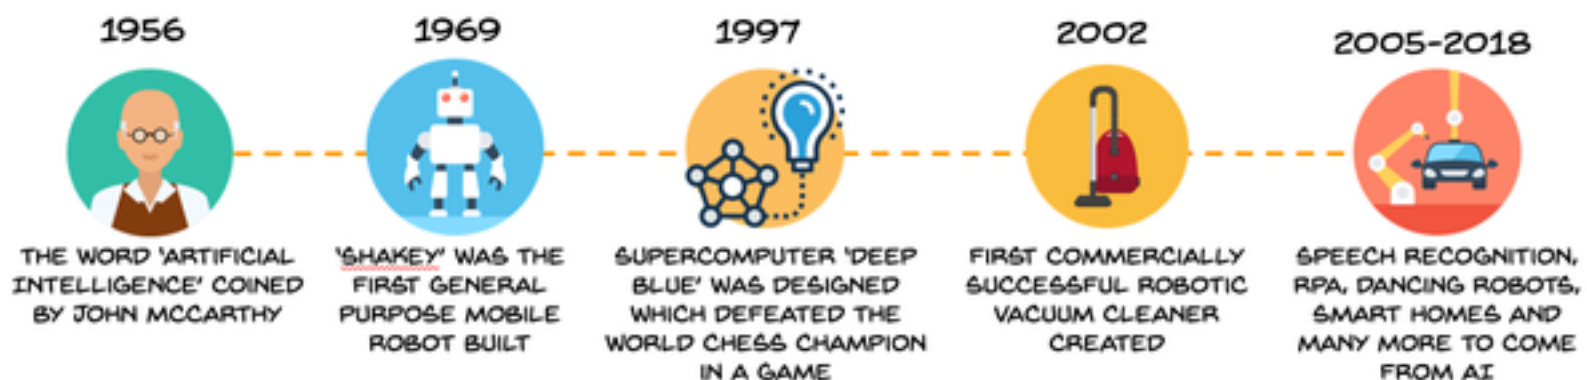 1956
THE WORD 'ARTIFICIAL
INTELLIGENCE' COINED
BY JOHN MCCARTHY
1969
'SHAKEY' WAS THE
FIRST GENERAL
PURPOSE MOBILE
ROBOT BUILT
1997
SUPERCOMPUTER 'DEEP
BLUE' WAS DESIGNED
WHICH DEFEATED THE
WORLD CHESS CHAMPION
IN A GAME
2002
FIRST COMMERCIALLY
SUCCESSFUL ROBOTIC
VACUUM CLEANER
CREATED
2005-2018
SPEECH RECOGNITION,
RPA, DANCING ROBOTS,
SMART HOMES AND
MANY MORE TO COME
FROM AI